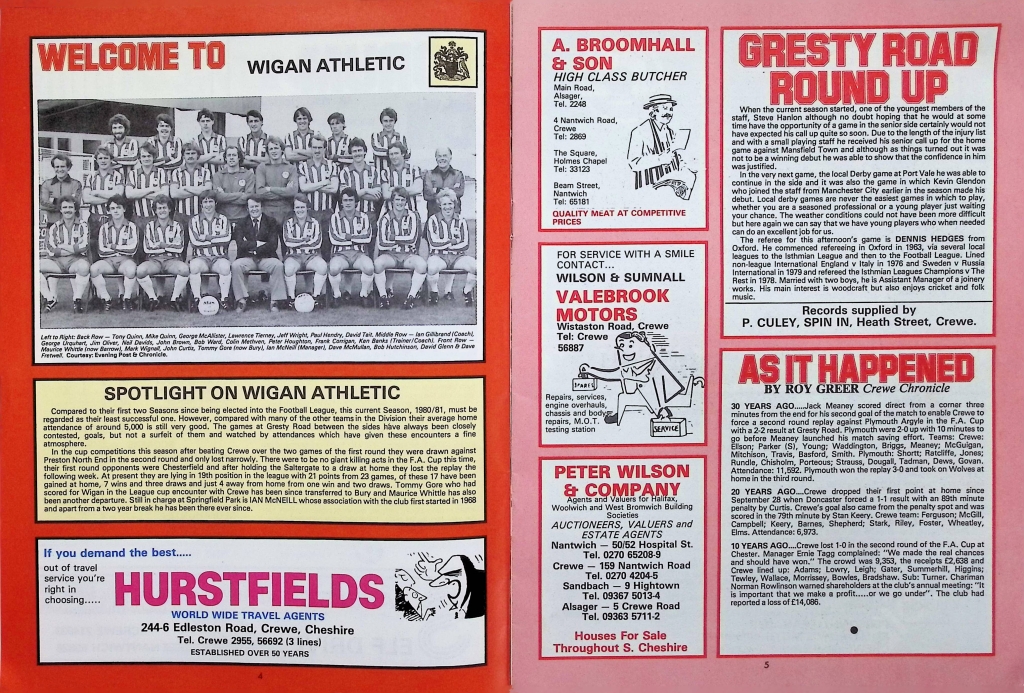 WELCOME TO WIGAN ATHLETIC
Left to Right: Back Row — Tony Quinn, Mike Quinn, George McAllister, Lawrence Tierney, Jeff Wright, Paul Hendry, David Tait, Middle Row — Ian Gillibrand (Coach),
George Urquhart, Jim Oliver, Neil Davids, John Brown, Bob Ward, Colin Methven, Peter Houghton, Frank Corrigan, Ken Banks (Trainer/Coach). Front Row —
Maurice Whittle (now Barrow), Mark Wignall, John Curtis, Tommy Gore (now Bury), Ian McNeill (Manager), Dave McMullan, Bob Hutchinson, David Glenn & Dave
Fretwell. Courtesy: Evening Post & Chronicle.
SPOTLIGHT ON WIGAN ATHLETIC
Compared to their first two Seasons since being elected into the Football League, this current Season, 1980/81, must be
regarded as their least successful one. However, compared with many of the other teams in the Division their average home
attendance of around 5,000 is still very good. The games at Gresty Road between the sides have always been closely
contested, goals, but not a surfeit of them and watched by attendances which have given these encounters a fine
atmosphere.
In the cup competitions this season after beating Crewe over the two games of the first round they were drawn against
Preston North End in the second round and only lost narrowly. There were to be no giant killing acts in the F.A. Cup this time,
their first round opponents were Chesterfield and after holding the Saltergate to a draw at home they lost the replay the
following week. At present they are lying in 19th position in the league with 21 points from 23 games, of these 17 have been
gained at home, 7 wins and three draws and just 4 away from home from one win and two draws. Tommy Gore who had
scored for Wigan in the League cup encounter with Crewe has been since transferred to Bury and Maurice Whittle has also
been another departure. Still in charge at Springfield Park is IAN McNEILL whose association with the club first started in 1968
and apart from a two year break he has been there ever since.
If you demand the best.....
out of travel
service you're
right in
choosing.....
HURSTFIELDS
WORLD WIDE TRAVEL AGENTS
244-6 Edleston Road, Crewe, Cheshire
Tel. Crewe 2955, 56692 (3 lines)
ESTABLISHED OVER 50 YEARS
4
A. BROOMHALL
& SON
HIGH CLASS BUTCHER
Main Road,
Alsager,
Tel. 2248
4 Nantwich Road,
Crewe
Tel: 2869
The Square,
Holmes Chapel
Tel: 33123
Beam Street,
Nantwich
Tel: 65181
QUALITY MEAT AT COMPETITIVE
PRICES
FOR SERVICE WITH A SMILE
CONTACT...
WILSON & SUMNALL
VALEBROOK
MOTORS
Wistaston Road, Crewe
Tel: Crewe
56887
SPARES
Repairs, services,
engine overhauls,
chassis and body
repairs, M.O.T.
testing station
SERVICE
PETER WILSON
& COMPANY
Agents and Valuers for Halifax,
Woolwich and West Bromwich Building
Societies
AUCTIONEERS, VALUERS and
ESTATE AGENTS
Nantwich — 50/52 Hospital St.
Tel. 0270 65208-9
Crewe — 159 Nantwich Road
Tel. 0270 4204-5
Sandbach — 9 Hightown
Tel. 09367 5013-4
Alsager — 5 Crewe Road
Tel. 09363 5711-2
Houses For Sale
Throughout S. Cheshire
GRESTY ROAD
ROUND UP
When the current season started, one of the youngest members of the
staff, Steve Hanlon although no doubt hoping that he would at some
time have the opportunity of a game in the senior side certainly would not
have expected his call up quite so soon. Due to the length of the injury list
and with a small playing staff he received his senior call up for the home
game against Mansfield Town and although as things turned out it was
not to be a winning debut he was able to show that the confidence in him
was justified.
In the very next game, the local Derby game at Port Vale he was able to
continue in the side and it was also the game in which Kevin Glendon
who joined the staff from Manchester City earlier in the season made his
debut. Local derby games are never the easiest games in which to play,
whether you are a seasoned professional or a young player just waiting
your chance. The weather conditions could not have been more difficult
but here again we can say that we have young players who when needed
can do an excellent job for us.
The referee for this afternoon's game is DENNIS HEDGES from
Oxford. He commenced refereeing in Oxford in 1963, via several local
leagues to the Isthmian League and then to the Football League. Lined
non-league International England v Italy in 1976 and Sweden v Russia
International in 1979 and refereed the Isthmian Leagues Champions v The
Rest in 1978. Married with two boys, he is Assistant Manager of a joinery
works. His main interest is woodcraft but also enjoys cricket and folk
music.
Records supplied by
P. CULEY, SPIN IN, Heath Street, Crewe.
AS IT HAPPENED
BY ROY GREER Crewe Chronicle
30 YEARS AGO.....Jack Meaney scored direct from a corner three
minutes from the end for his second goal of the match to enable Crewe to
force a second round replay against Plymouth Argyle in the F.A. Cup
with a 2-2 result at Gresty Road. Plymouth were 2-0 up with 10 minutes to
go before Meaney launched his match saving effort. Teams: Crewe:
Ellson; Parker (S), Young; Waddington, Briggs, Meaney; McGuigan,
Mitchison, Travis, Basford, Smith. Plymouth: Shortt; Ratcliffe, Jones;
Rundle, Chisholm, Porteous; Strauss, Dougall, Tadman, Dews, Govan.
Attendance: 11,592. Plymouth won the replay 3-0 and took on Wolves at
home in the third round.
20 YEARS AGO....Crewe dropped their first point at home since
September 28 when Doncaster forced a 1-1 result with an 89th minute
penalty by Curtis. Crewe's goal also came from the penalty spot and was
scored in the 79th minute by Stan Keery. Crewe team: Ferguson; McGill,
Campbell; Keery, Barnes, Shepherd; Stark, Riley, Foster, Wheatley,
Elms. Attendance: 6,973.
10 YEARS AGO....Crewe lost 1-0 in the second round of the F.A. Cup at
Chester. Manager Ernie Tagg complained: "We made the real chances
and should have won." The crowd was 9,353, the receipts £2,638 and
Crewe lined up: Adams; Lowry, Leigh; Gater, Summerhill, Higgins;
Tewley, Wallace, Morrissey, Bowles, Bradshaw. Sub: Turner. Chariman
Norman Rowlinson warned shareholders at the club's annual meeting: "It
is important that we make a profit.....or we go under". The club had
reported a loss of £14,086.
5